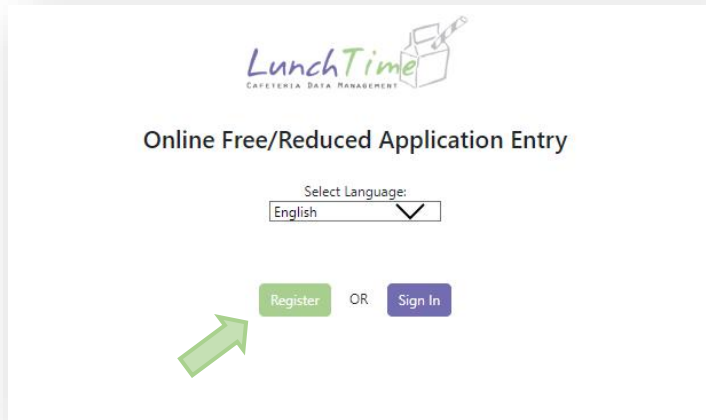 LunchTime
CAFETERIA DATA MANAGEMENT
Online Free/Reduced Application Entry
Select Language:
English
Register OR Sign In